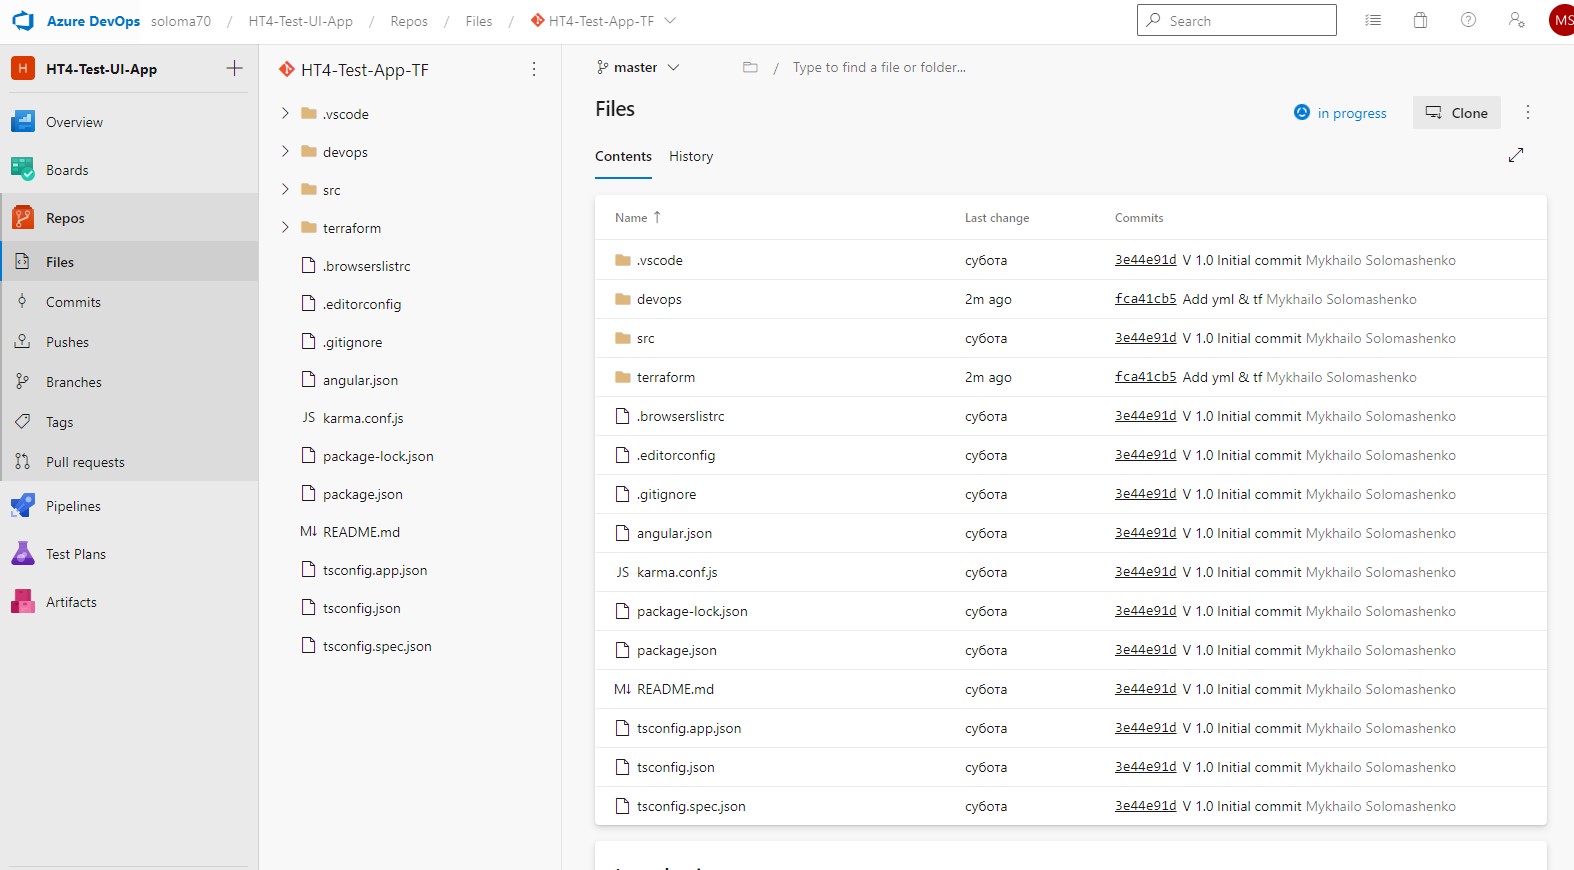 Azure DevOps soloma70 / HT4-Test-UI-App / Repos / Files / HT4-Test-App-TF
Search
MS
H HT4-Test-UI-App
Overview
Boards
Repos
Files
Commits
Pushes
Branches
Tags
Pull requests
Pipelines
Test Plans
Artifacts
HT4-Test-App-TF
.vscode
devops
src
terraform
.browserslistrc
.editorconfig
.gitignore
angular.json
JS karma.conf.js
package-lock.json
package.json
M↓ README.md
tsconfig.app.json
tsconfig.json
tsconfig.spec.json
master / Type to find a file or folder...
Files
in progress
Clone
Contents History
Name ↑ Last change Commits
.vscode субота 3e44e91d V 1.0 Initial commit Mykhailo Solomashenko
devops 2m ago fca41cb5 Add yml & tf Mykhailo Solomashenko
src субота 3e44e91d V 1.0 Initial commit Mykhailo Solomashenko
terraform 2m ago fca41cb5 Add yml & tf Mykhailo Solomashenko
.browserslistrc субота 3e44e91d V 1.0 Initial commit Mykhailo Solomashenko
.editorconfig субота 3e44e91d V 1.0 Initial commit Mykhailo Solomashenko
.gitignore субота 3e44e91d V 1.0 Initial commit Mykhailo Solomashenko
angular.json субота 3e44e91d V 1.0 Initial commit Mykhailo Solomashenko
JS karma.conf.js субота 3e44e91d V 1.0 Initial commit Mykhailo Solomashenko
package-lock.json субота 3e44e91d V 1.0 Initial commit Mykhailo Solomashenko
package.json субота 3e44e91d V 1.0 Initial commit Mykhailo Solomashenko
M↓ README.md субота 3e44e91d V 1.0 Initial commit Mykhailo Solomashenko
tsconfig.app.json субота 3e44e91d V 1.0 Initial commit Mykhailo Solomashenko
tsconfig.json субота 3e44e91d V 1.0 Initial commit Mykhailo Solomashenko
tsconfig.spec.json субота 3e44e91d V 1.0 Initial commit Mykhailo Solomashenko